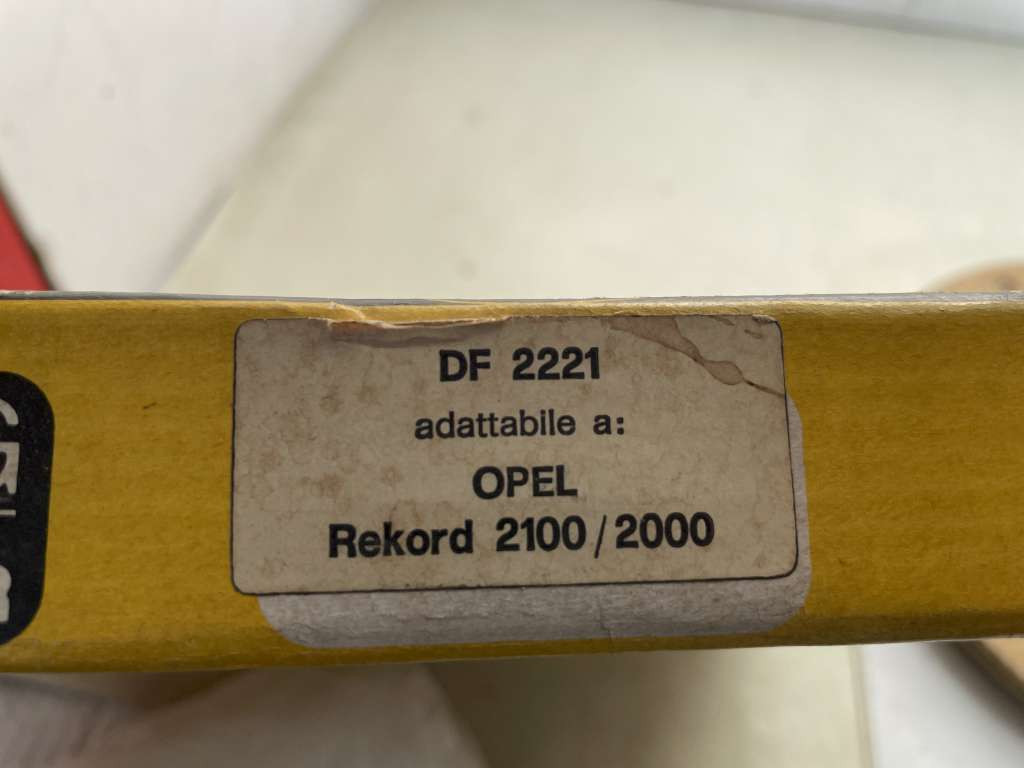 DF 2221
adattabile a:
OPEL
Rekord 2100/2000